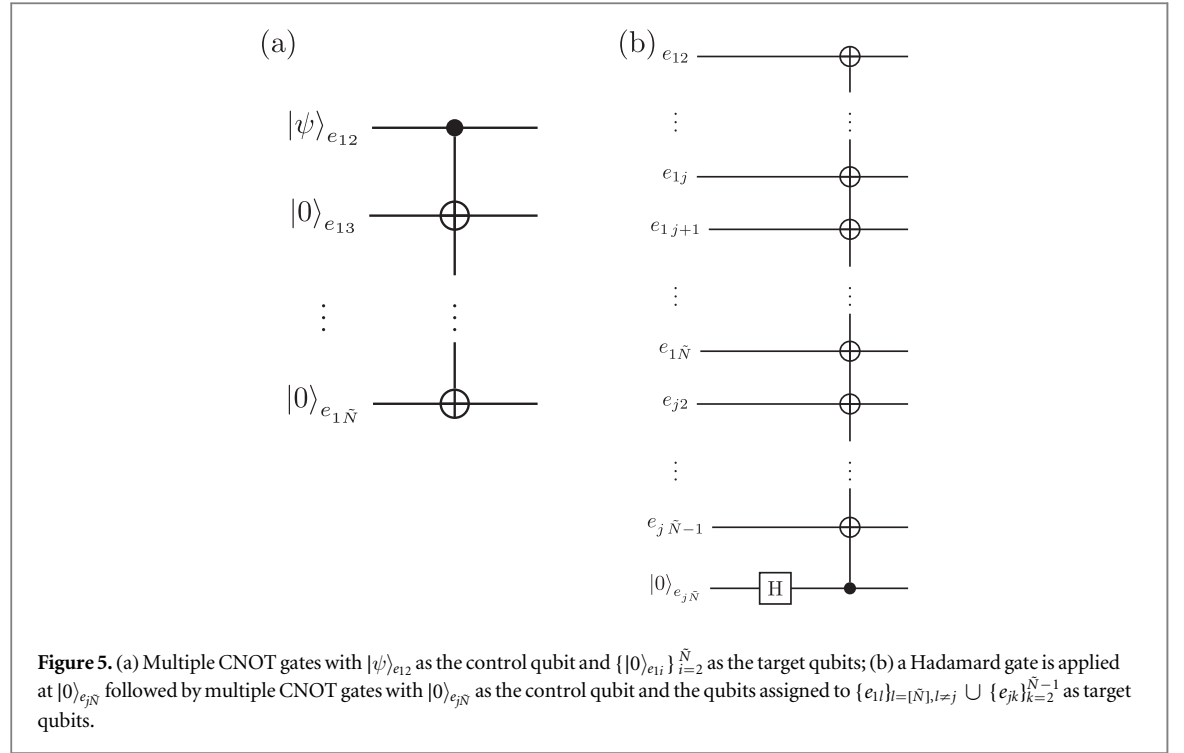 (a)
|ψ⟩e₁₂
|0⟩e₁₃
⋮ ⋮
|0⟩e₁Ñ
(b)
e₁₂
⋮ ⋮
e₁ⱼ
e₁ ⱼ₊₁
⋮ ⋮
e₁Ñ
eⱼ₂
⋮ ⋮
eⱼ Ñ₋₁
|0⟩eⱼÑ H
Figure 5. (a) Multiple CNOT gates with |ψ⟩e₁₂ as the control qubit and {|0⟩e₁ᵢ}ᵢ₌₂^Ñ as the target qubits; (b) a Hadamard gate is applied
at |0⟩eⱼÑ followed by multiple CNOT gates with |0⟩eⱼÑ as the control qubit and the qubits assigned to {e₁ₗ}ₗ₌[Ñ],ₗ≠ⱼ ∪ {eⱼₖ}ₖ₌₂^Ñ−1 as target
qubits.